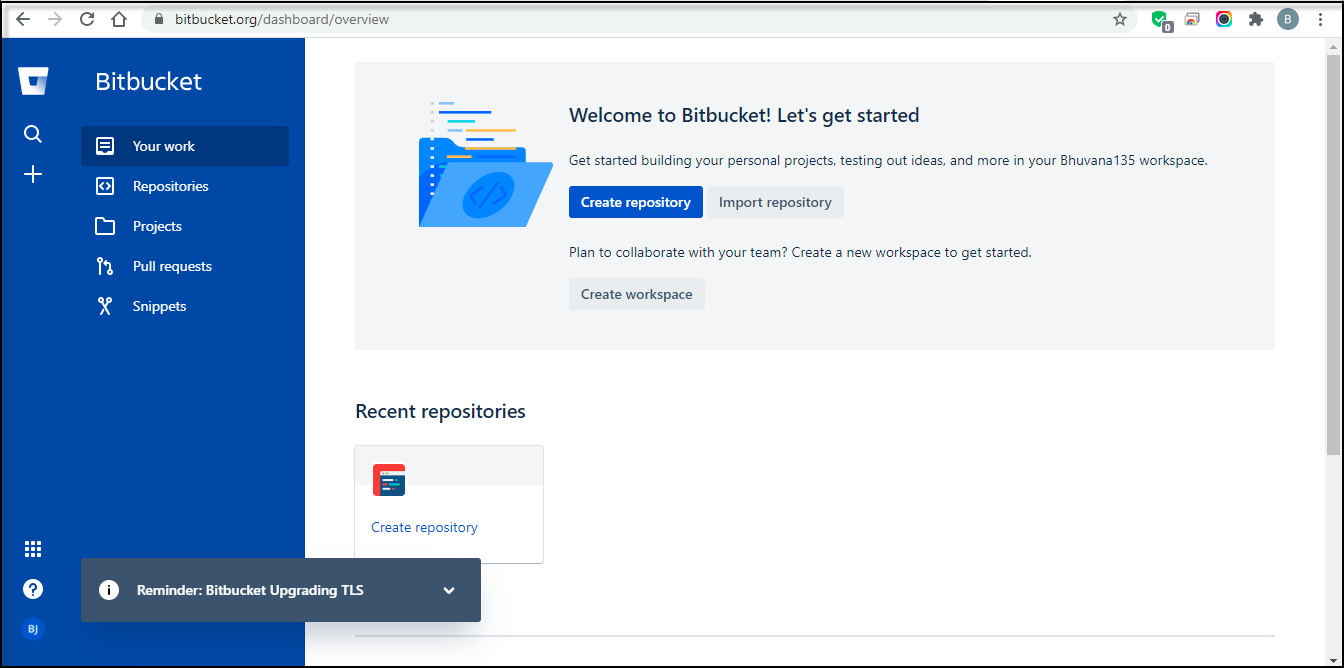 bitbucket.org/dashboard/overview
0
B
Bitbucket
Your work
Repositories
Projects
Pull requests
Snippets
BJ
Welcome to Bitbucket! Let's get started
Get started building your personal projects, testing out ideas, and more in your Bhuvana135 workspace.
Create repository
Import repository
Plan to collaborate with your team? Create a new workspace to get started.
Create workspace
Recent repositories
Create repository
Reminder: Bitbucket Upgrading TLS